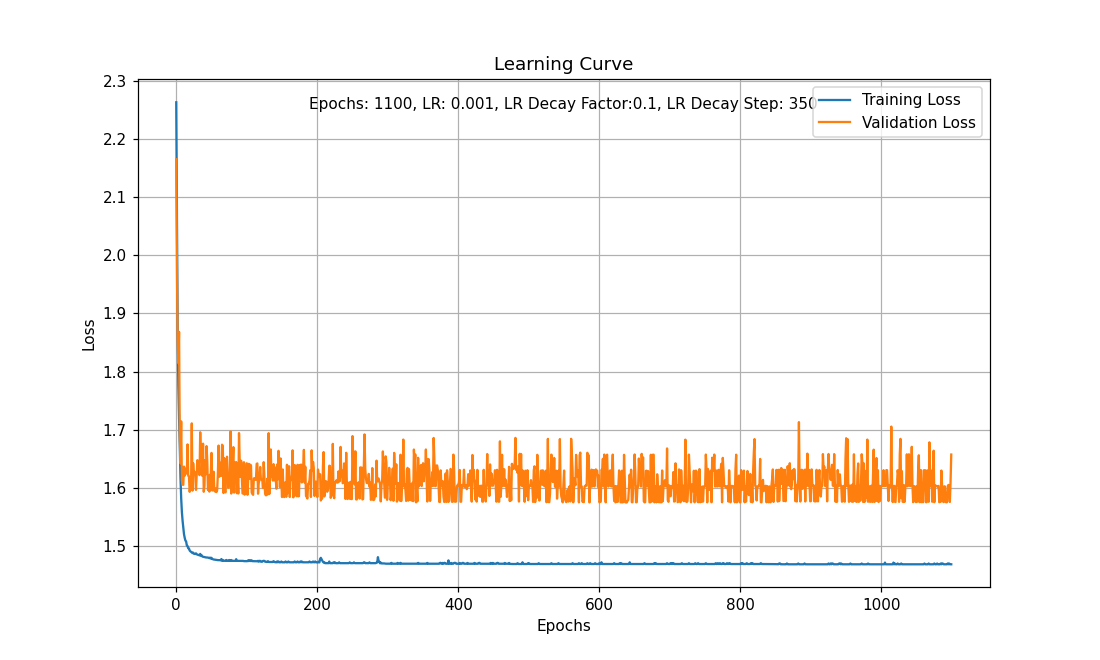 Learning Curve
Epochs: 1100, LR: 0.001, LR Decay Factor:0.1, LR Decay Step: 350
Training Loss
Validation Loss
2.3
2.2
2.1
2.0
1.9
1.8
1.7
1.6
1.5
Loss
0 200 400 600 800 1000
Epochs